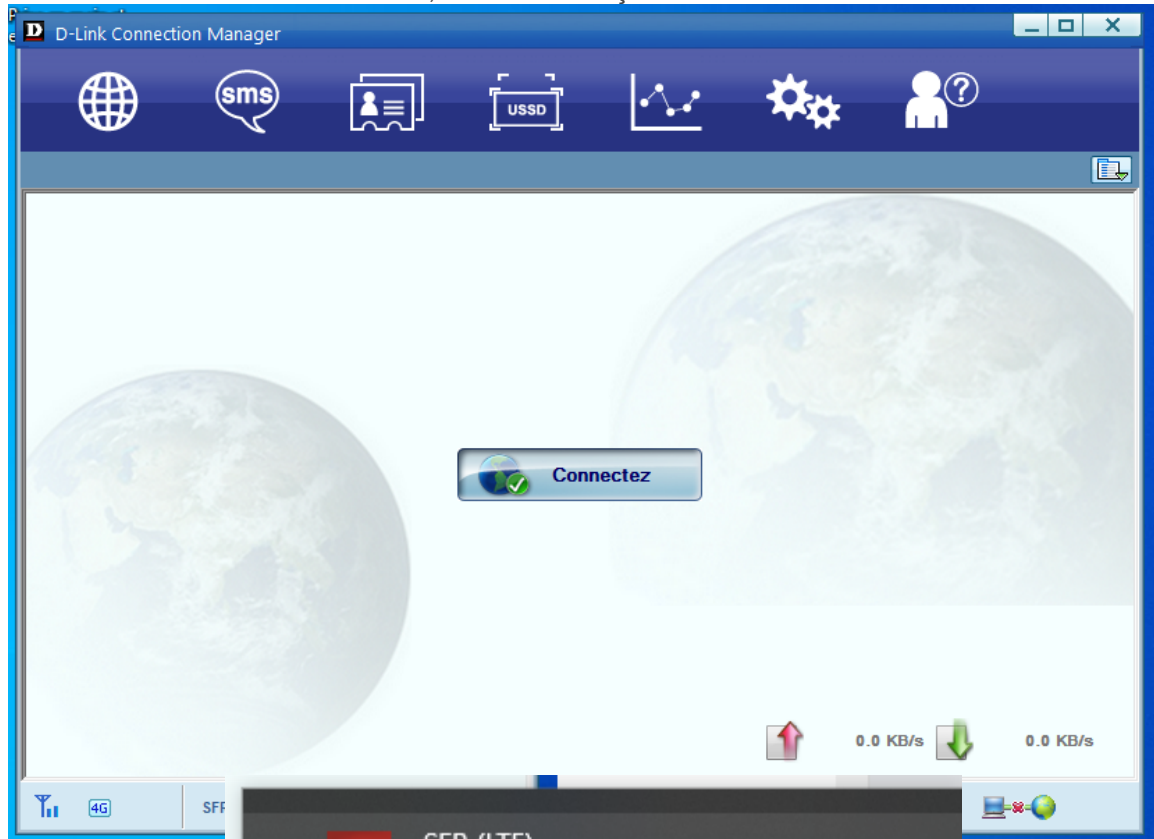 D-Link Connection Manager
sms
USSD
Connectez
0.0 KB/s
0.0 KB/s
4G